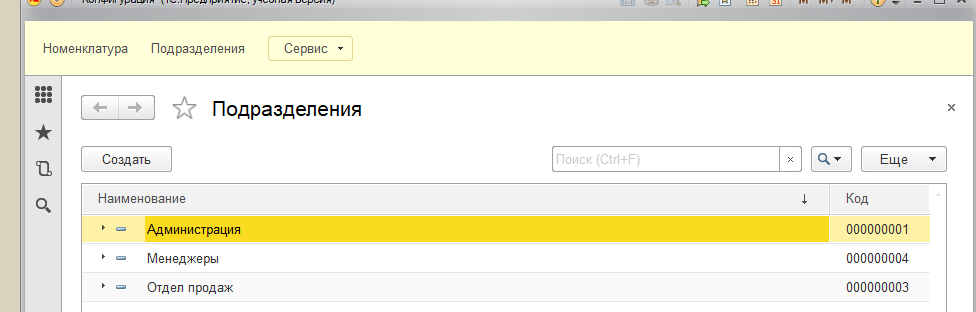 Конфигурация (1С:Предприятие, учебная версия)
M M+ M-
Номенклатура Подразделения Сервис
Подразделения
Создать Поиск (Ctrl+F) × Еще
Наименование ↓ Код
Администрация 000000001
Менеджеры 000000004
Отдел продаж 000000003